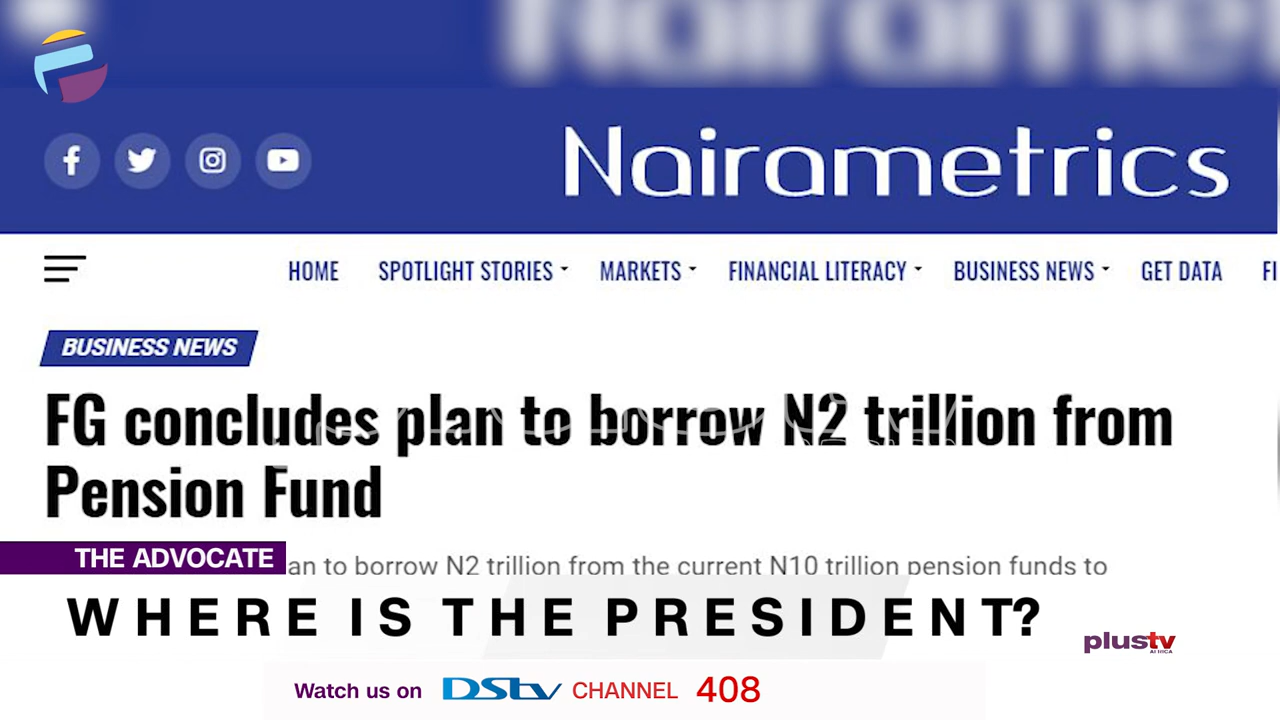 Nairametrics
HOME SPOTLIGHT STORIES MARKETS FINANCIAL LITERACY BUSINESS NEWS GET DATA FI
BUSINESS NEWS
FG concludes plan to borrow N2 trillion from
Pension Fund
THE ADVOCATE
an to borrow N2 trillion from the current N10 trillion pension funds to
WHERE IS THE PRESIDENT?
plustv
AFRICA
Watch us on DStv CHANNEL 408